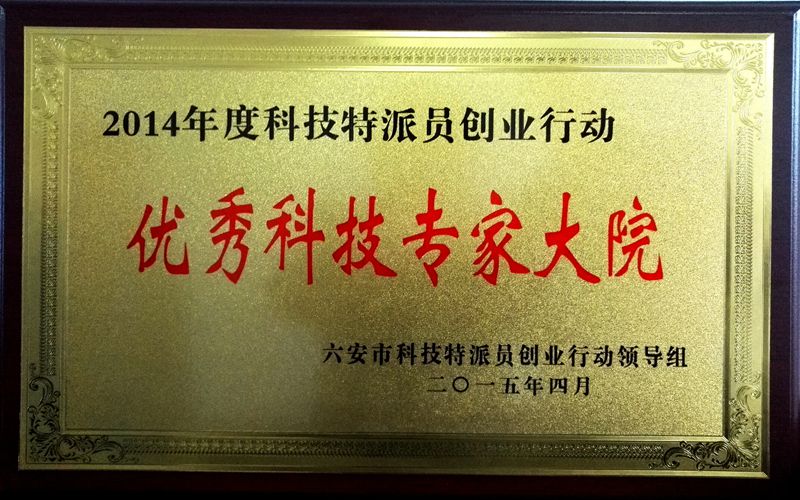 2014年度科技特派员创业行动
优秀科技专家大院
六安市科技特派员创业行动领导组
二〇一五年四月